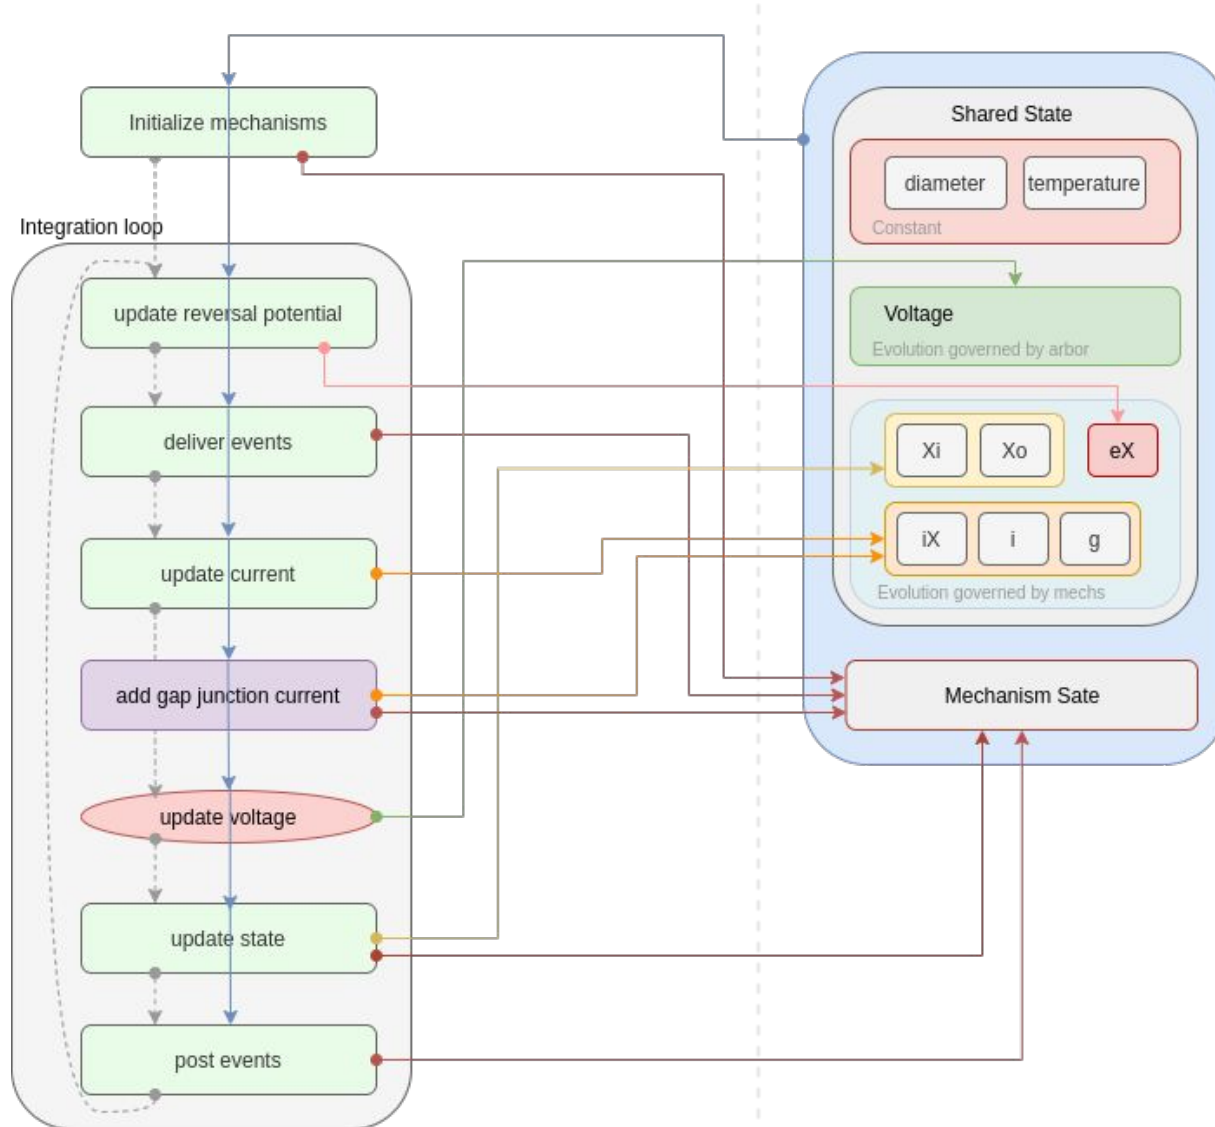 Initialize mechanisms
Integration loop
update reversal potential
deliver events
update current
add gap junction current
update voltage
update state
post events
Shared State
diameter
temperature
Constant
Voltage
Evolution governed by arbor
Xi
Xo
eX
iX
i
g
Evolution governed by mechs
Mechanism Sate